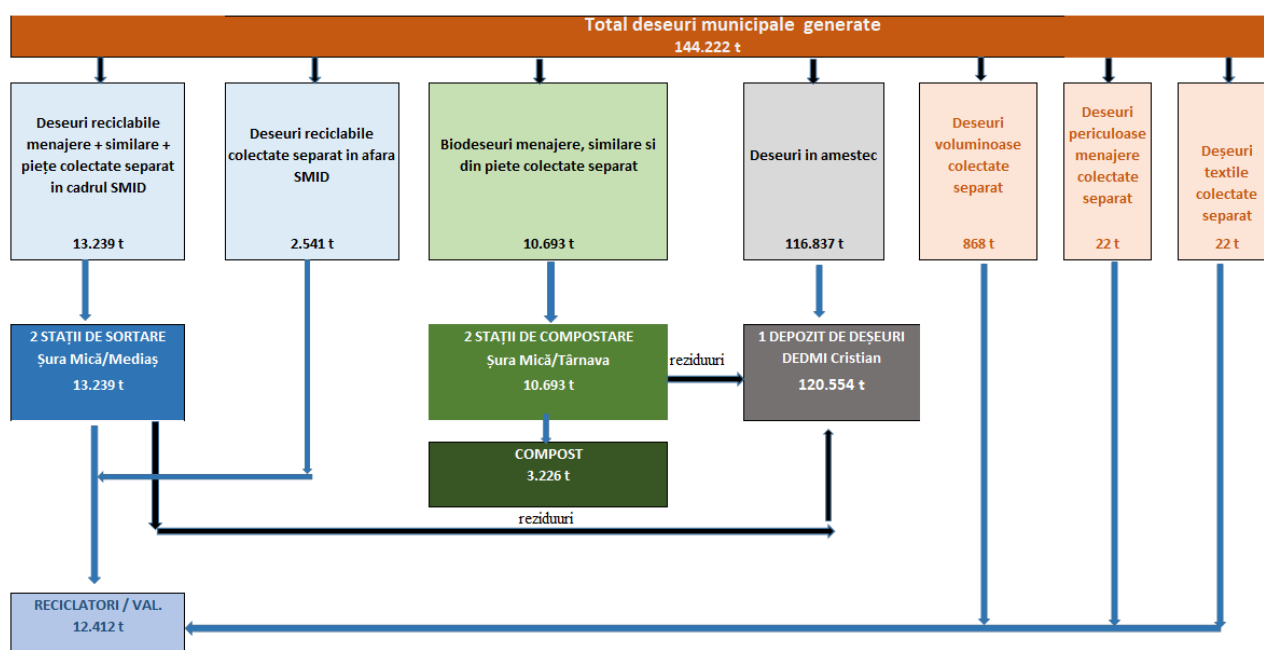 Total deseuri municipale generate
144.222 t
Deseuri reciclabile
menajere + similare +
piețe colectate separat
in cadrul SMID
13.239 t
Deseuri reciclabile
colectate separat in afara
SMID
2.541 t
Biodeseuri menajere, similare si
din piete colectate separat
10.693 t
Deseuri in amestec
116.837 t
Deseuri
voluminoase
colectate
separat
868 t
Deseuri
periculoase
menajere
colectate
separat
22 t
Deșeuri
textile
colectate
separat
22 t
2 STAȚII DE SORTARE
Șura Mică/Mediaș
13.239 t
2 STAȚII DE COMPOSTARE
Șura Mică/Târnava
10.693 t
reziduuri
1 DEPOZIT DE DEȘEURI
DEDMI Cristian
120.554 t
COMPOST
3.226 t
reziduuri
RECICLATORI / VAL.
12.412 t